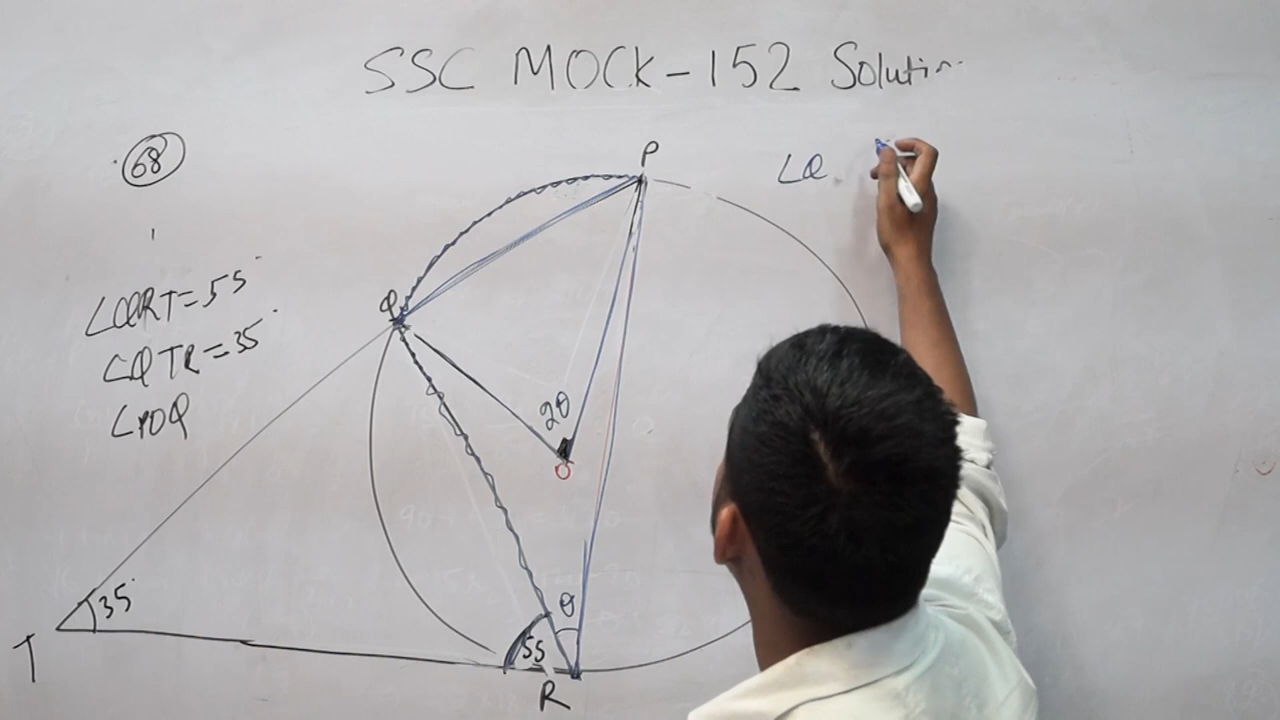 SSC MOCK-152 Solution
68
P
∠Q
Q
∠QRT=55°
∠QTR=35°
∠POQ
2θ
O
35°
θ
55
T
R